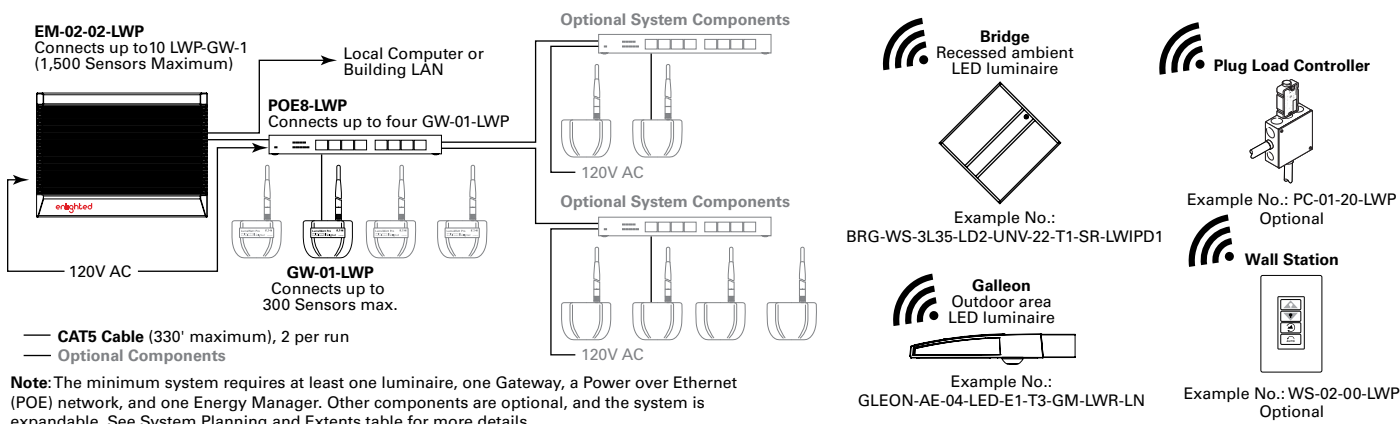 EM-02-02-LWP
Connects up to10 LWP-GW-1
(1,500 Sensors Maximum)
Local Computer or
Building LAN
POE8-LWP
Connects up to four GW-01-LWP
enlighted
120V AC
GW-01-LWP
Connects up to
300 Sensors max.
CAT5 Cable (330' maximum), 2 per run
Optional Components
Optional System Components
120V AC
Optional System Components
120V AC
Note: The minimum system requires at least one luminaire, one Gateway, a Power over Ethernet
(POE) network, and one Energy Manager. Other components are optional, and the system is
expandable. See System Planning and Extents table for more details
Bridge
Recessed ambient
LED luminaire
Example No.:
BRG-WS-3L35-LD2-UNV-22-T1-SR-LWIPD1
Galleon
Outdoor area
LED luminaire
Example No.:
GLEON-AE-04-LED-E1-T3-GM-LWR-LN
Plug Load Controller
Example No.: PC-01-20-LWP
Optional
Wall Station
Example No.: WS-02-00-LWP
Optional